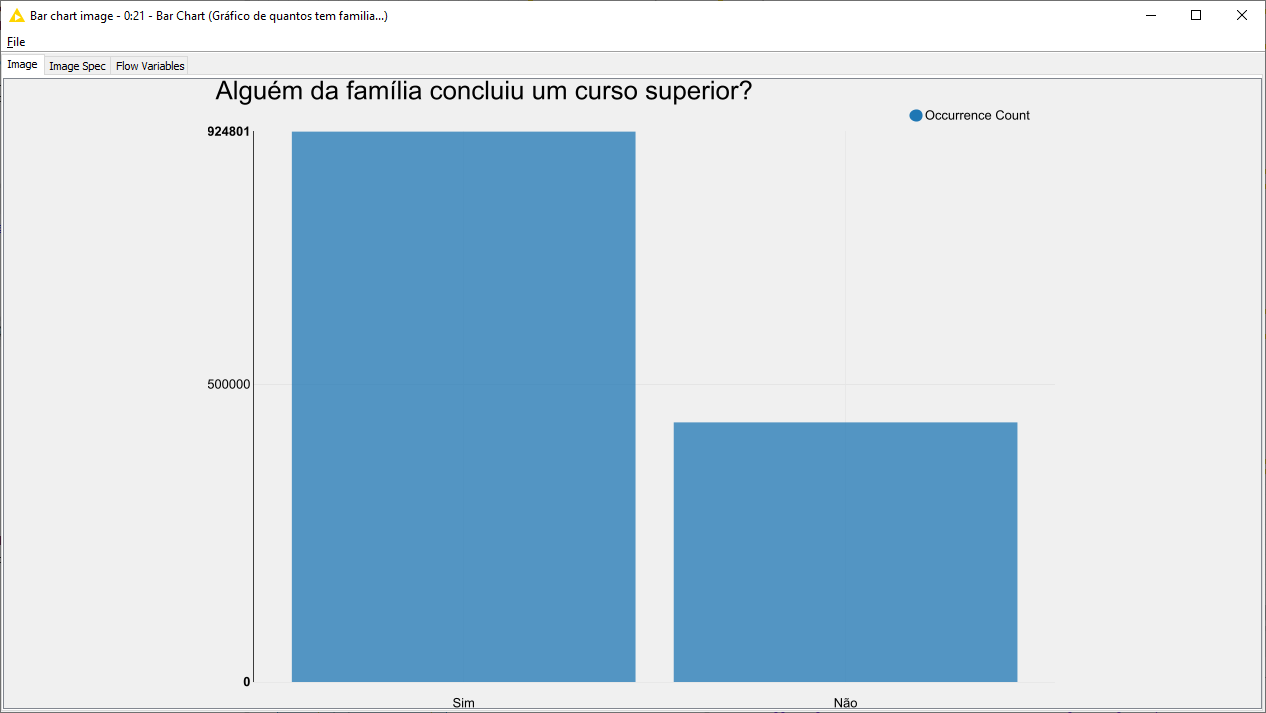 Bar chart image - 0:21 - Bar Chart (Gráfico de quantos tem familia...)
File
Image Image Spec Flow Variables
Alguém da família concluiu um curso superior?
Occurrence Count
924801
500000
0
Sim Não